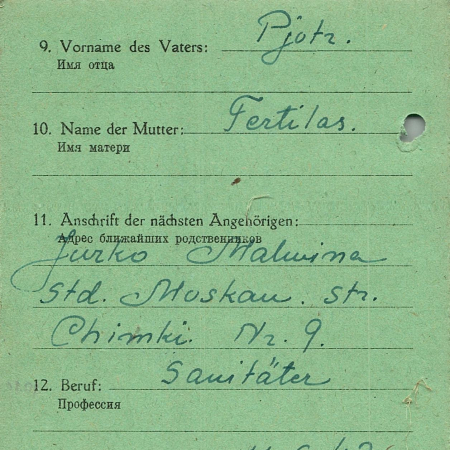 9. Vorname des Vaters: Pjotr.
Имя отца
10. Name der Mutter: Fertilas.
Имя матери
11. Anschrift der nächsten Angehörigen:
Адрес ближайших родственников
Jurko Malwina
Std. Moskau. Str.
Chimki. Nr. 9.
12. Beruf: Sanitäter
Профессия